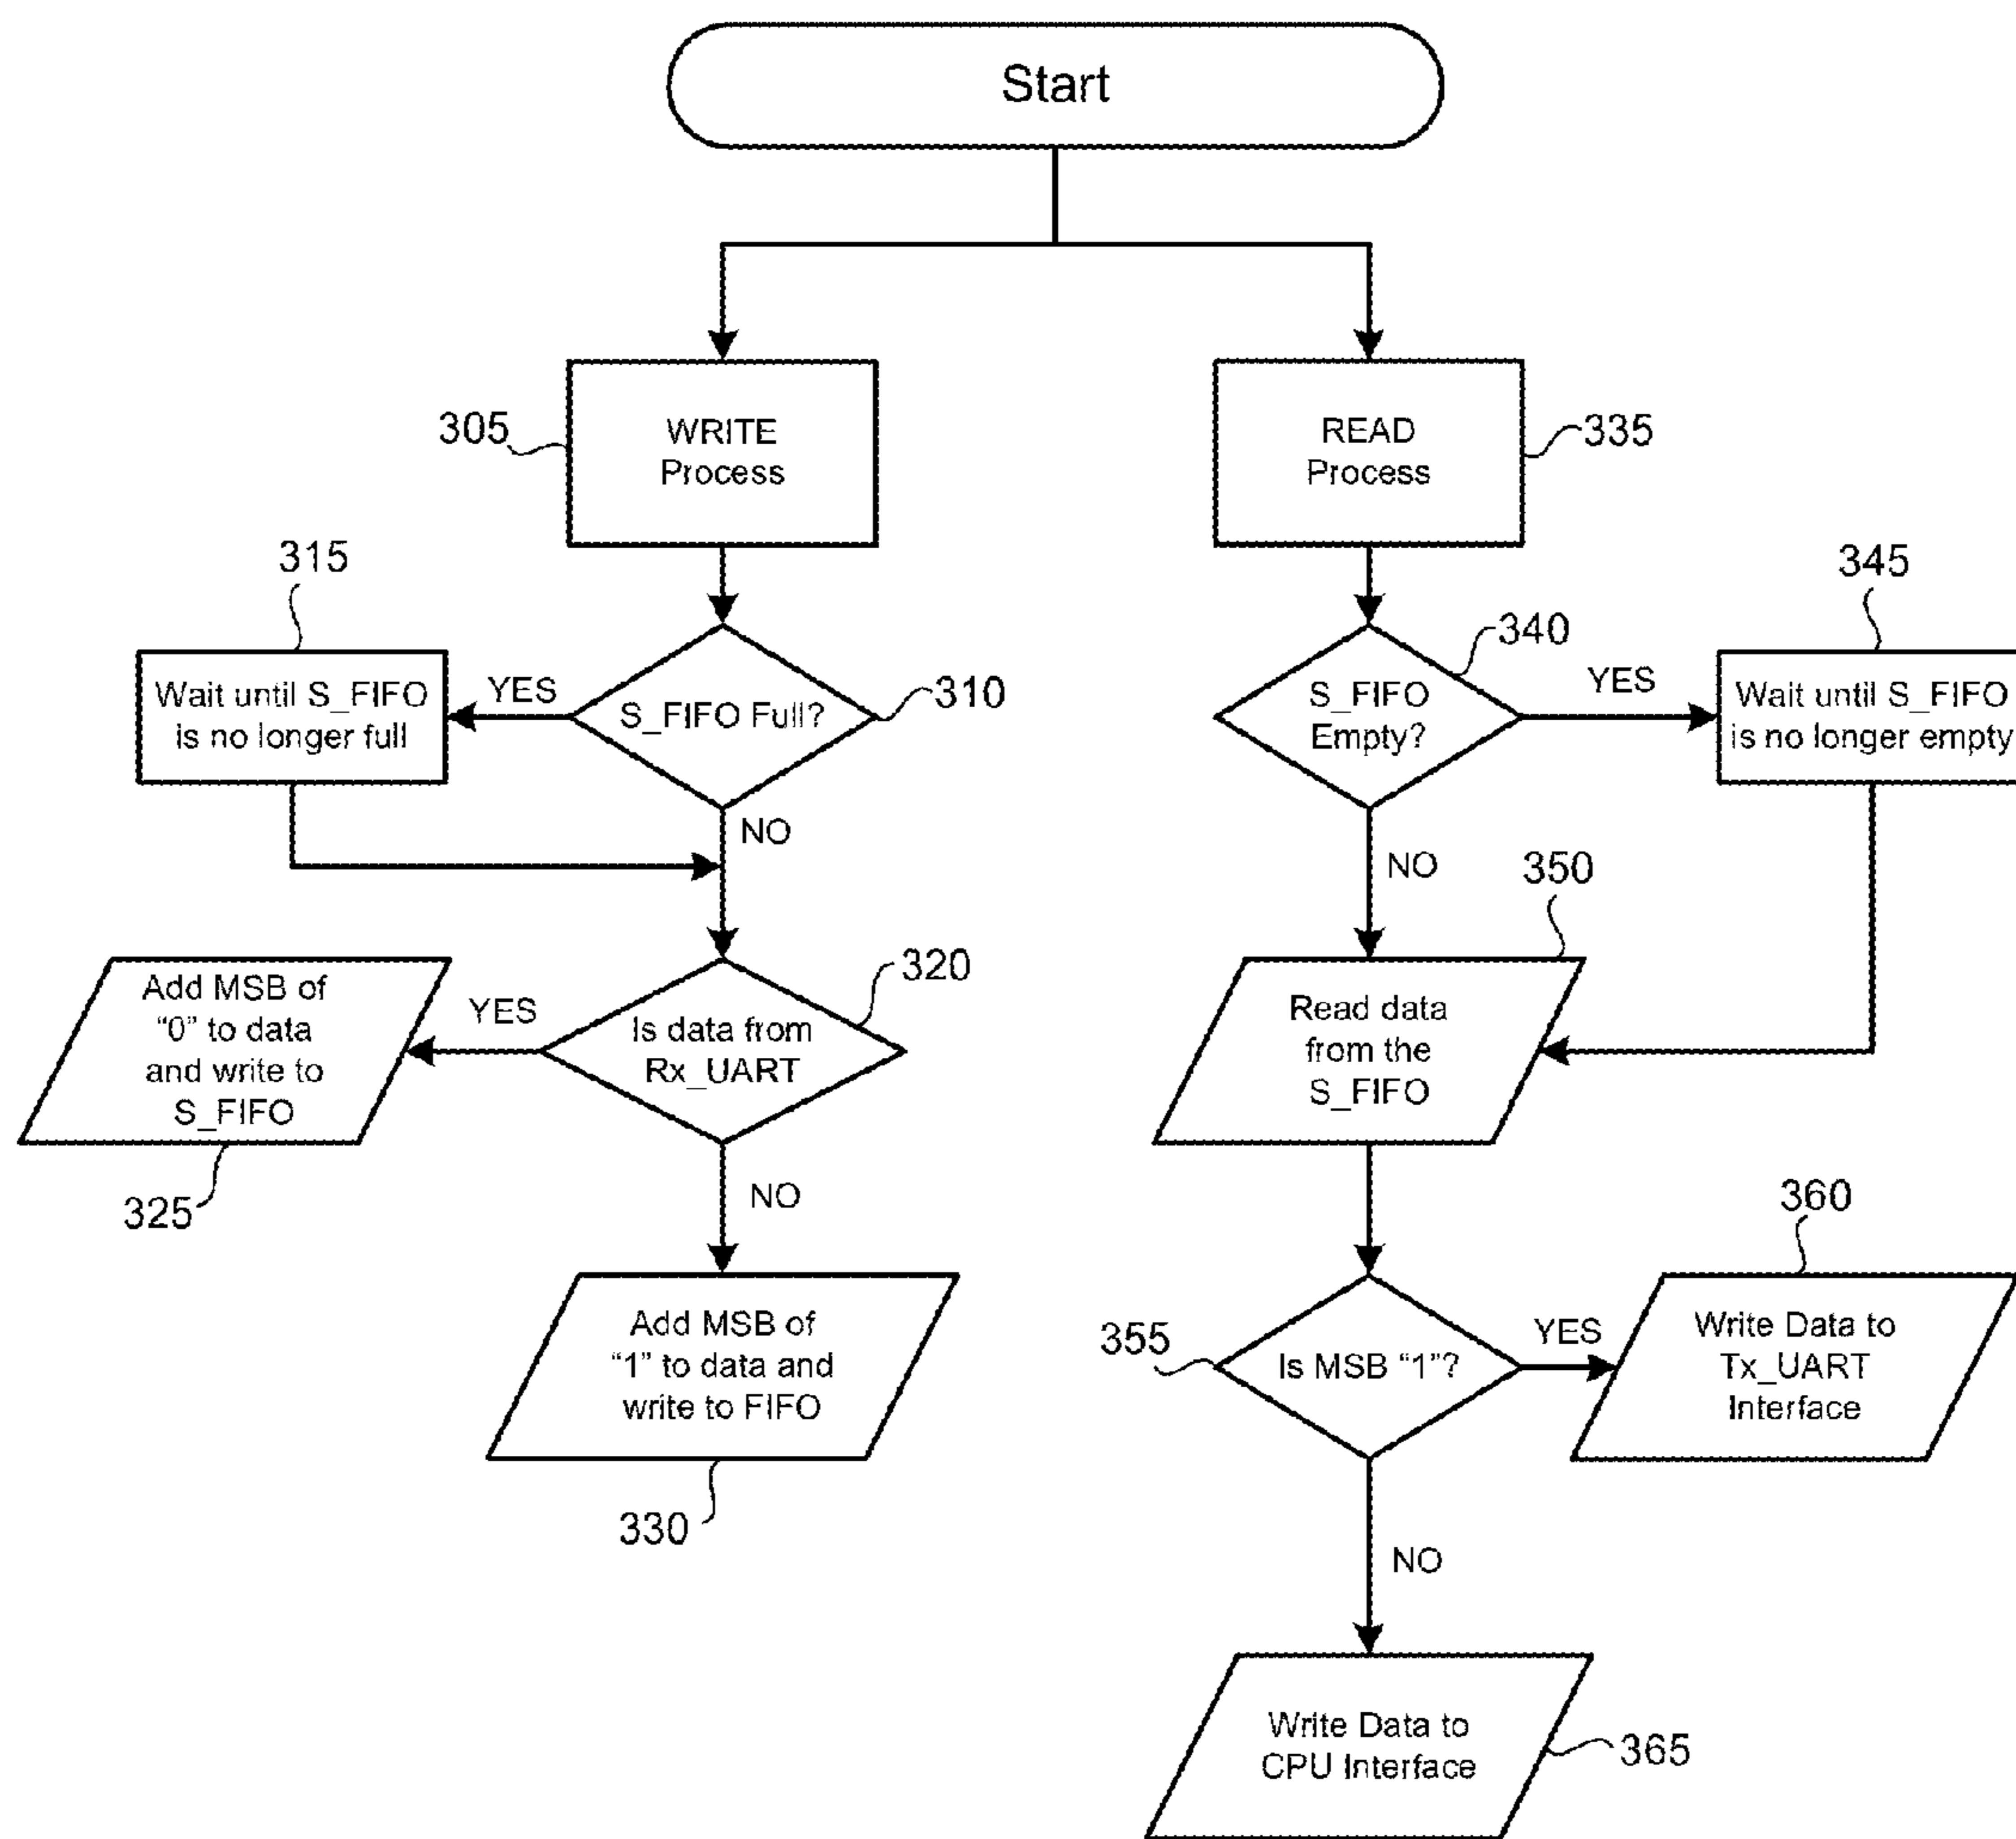 Start
305
WRITE
Process
READ
Process
335
315
345
Wait until S_FIFO
is no longer full
YES
S_FIFO Full?
310
340
S_FIFO
Empty?
YES
Wait until S_FIFO
is no longer empty
NO
NO
350
Add MSB of
“0” to data
and write to
S_FIFO
YES
320
Is data from
Rx_UART
Read data
from the
S_FIFO
325
NO
360
Add MSB of
“1” to data and
write to FIFO
355
Is MSB “1”?
YES
Write Data to
Tx_UART
Interface
330
NO
Write Data to
CPU Interface
365